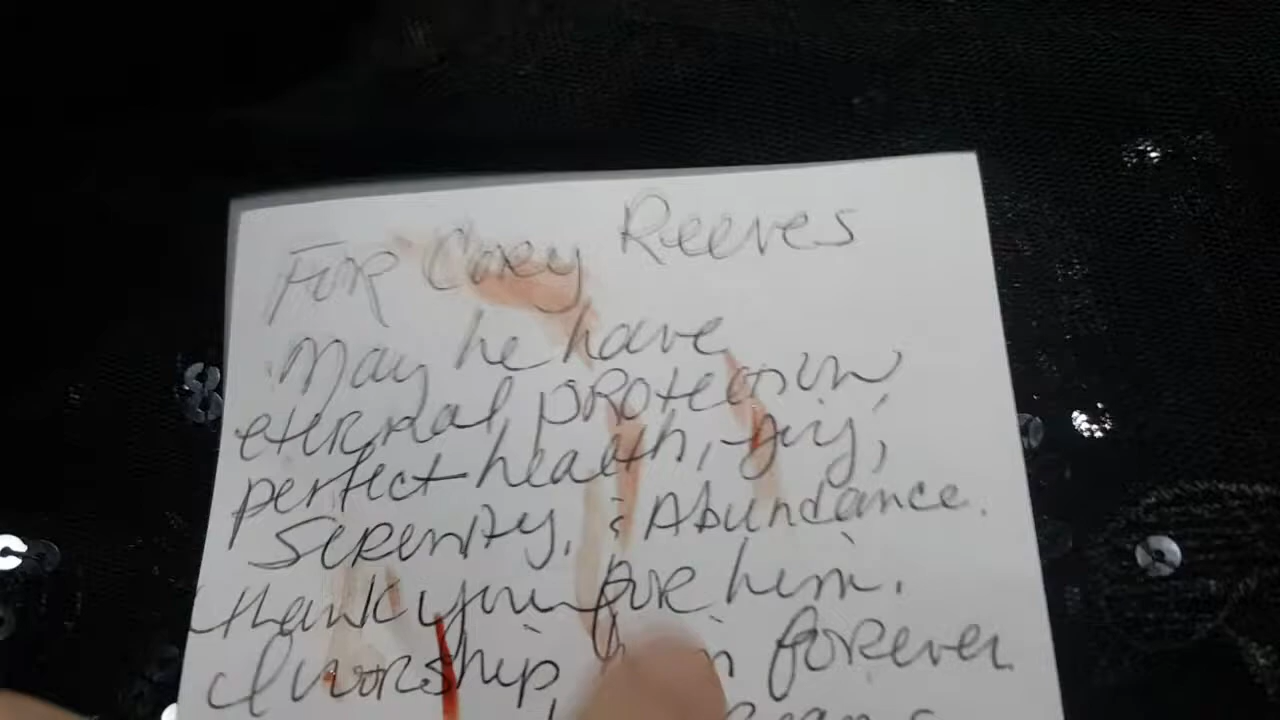 FOR Corey Reeves
May he have
eternal protection,
perfect health, joy,
Serenity, & Abundance.
thank you for him.
I worship forever